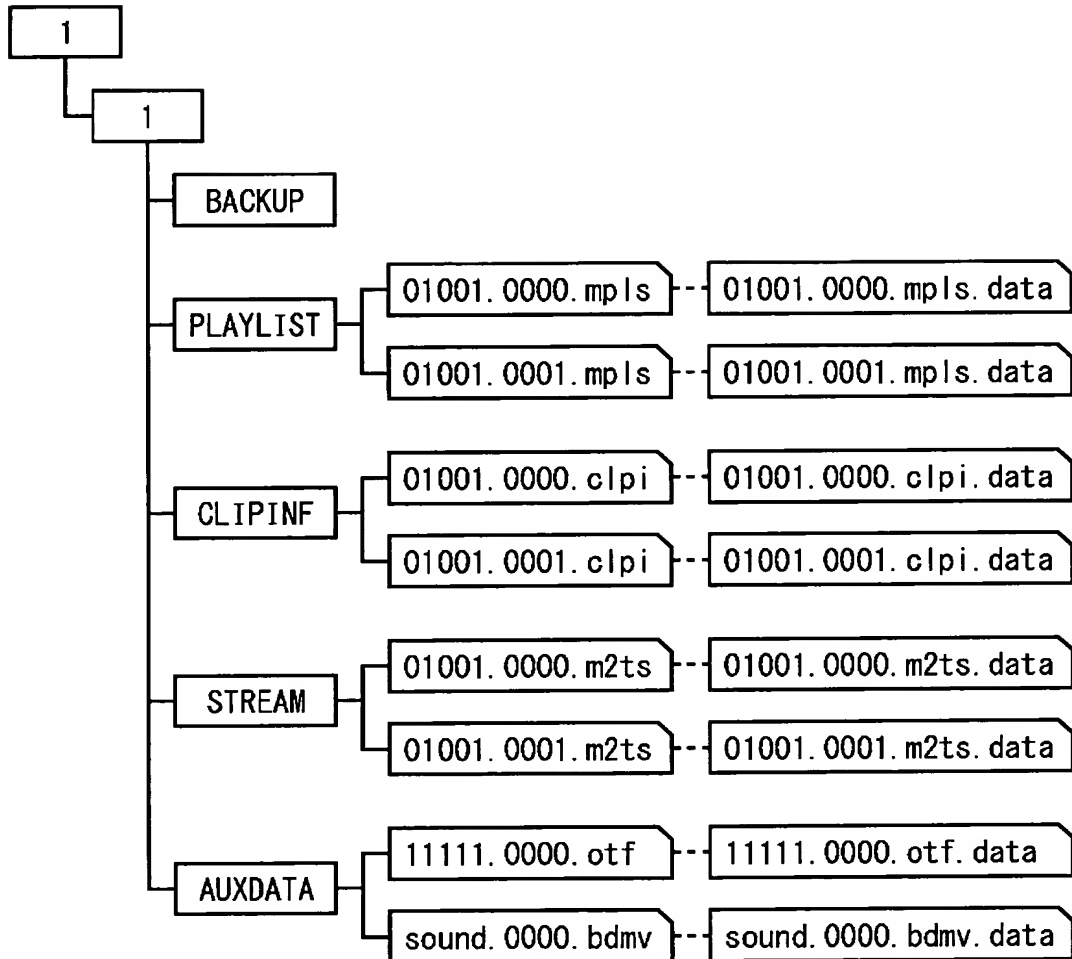 1
1
BACKUP
PLAYLIST
01001.0000.mpls
01001.0000.mpls.data
01001.0001.mpls
01001.0001.mpls.data
CLIPINF
01001.0000.clpi
01001.0000.clpi.data
01001.0001.clpi
01001.0001.clpi.data
STREAM
01001.0000.m2ts
01001.0000.m2ts.data
01001.0001.m2ts
01001.0001.m2ts.data
AUXDATA
11111.0000.otf
11111.0000.otf.data
sound.0000.bdmv
sound.0000.bdmv.data